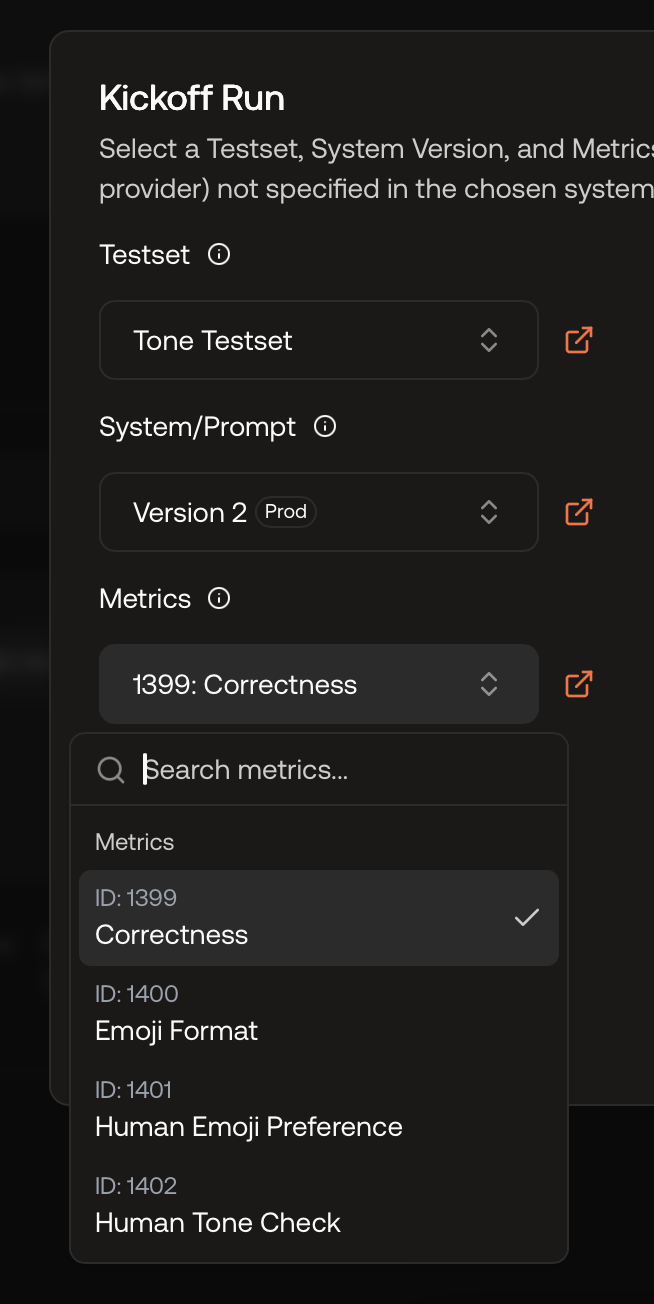 Kickoff Run
Select a Testset, System Version, and Metrics
provider) not specified in the chosen system
Testset
Tone Testset
System/Prompt
Version 2 Prod
Metrics
1399: Correctness
Search metrics...
Metrics
ID: 1399
Correctness
ID: 1400
Emoji Format
ID: 1401
Human Emoji Preference
ID: 1402
Human Tone Check